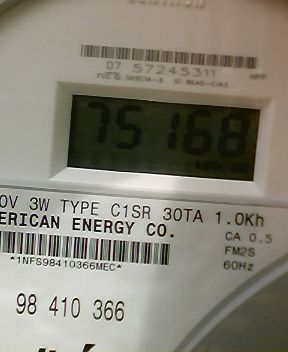 07 57245311
75168
0V 3W TYPE C1SR 30TA 1.0Kh
ERICAN ENERGY CO.
CA 0.5
FM2S
*1NFS98410366MEC*
60Hz
98 410 366